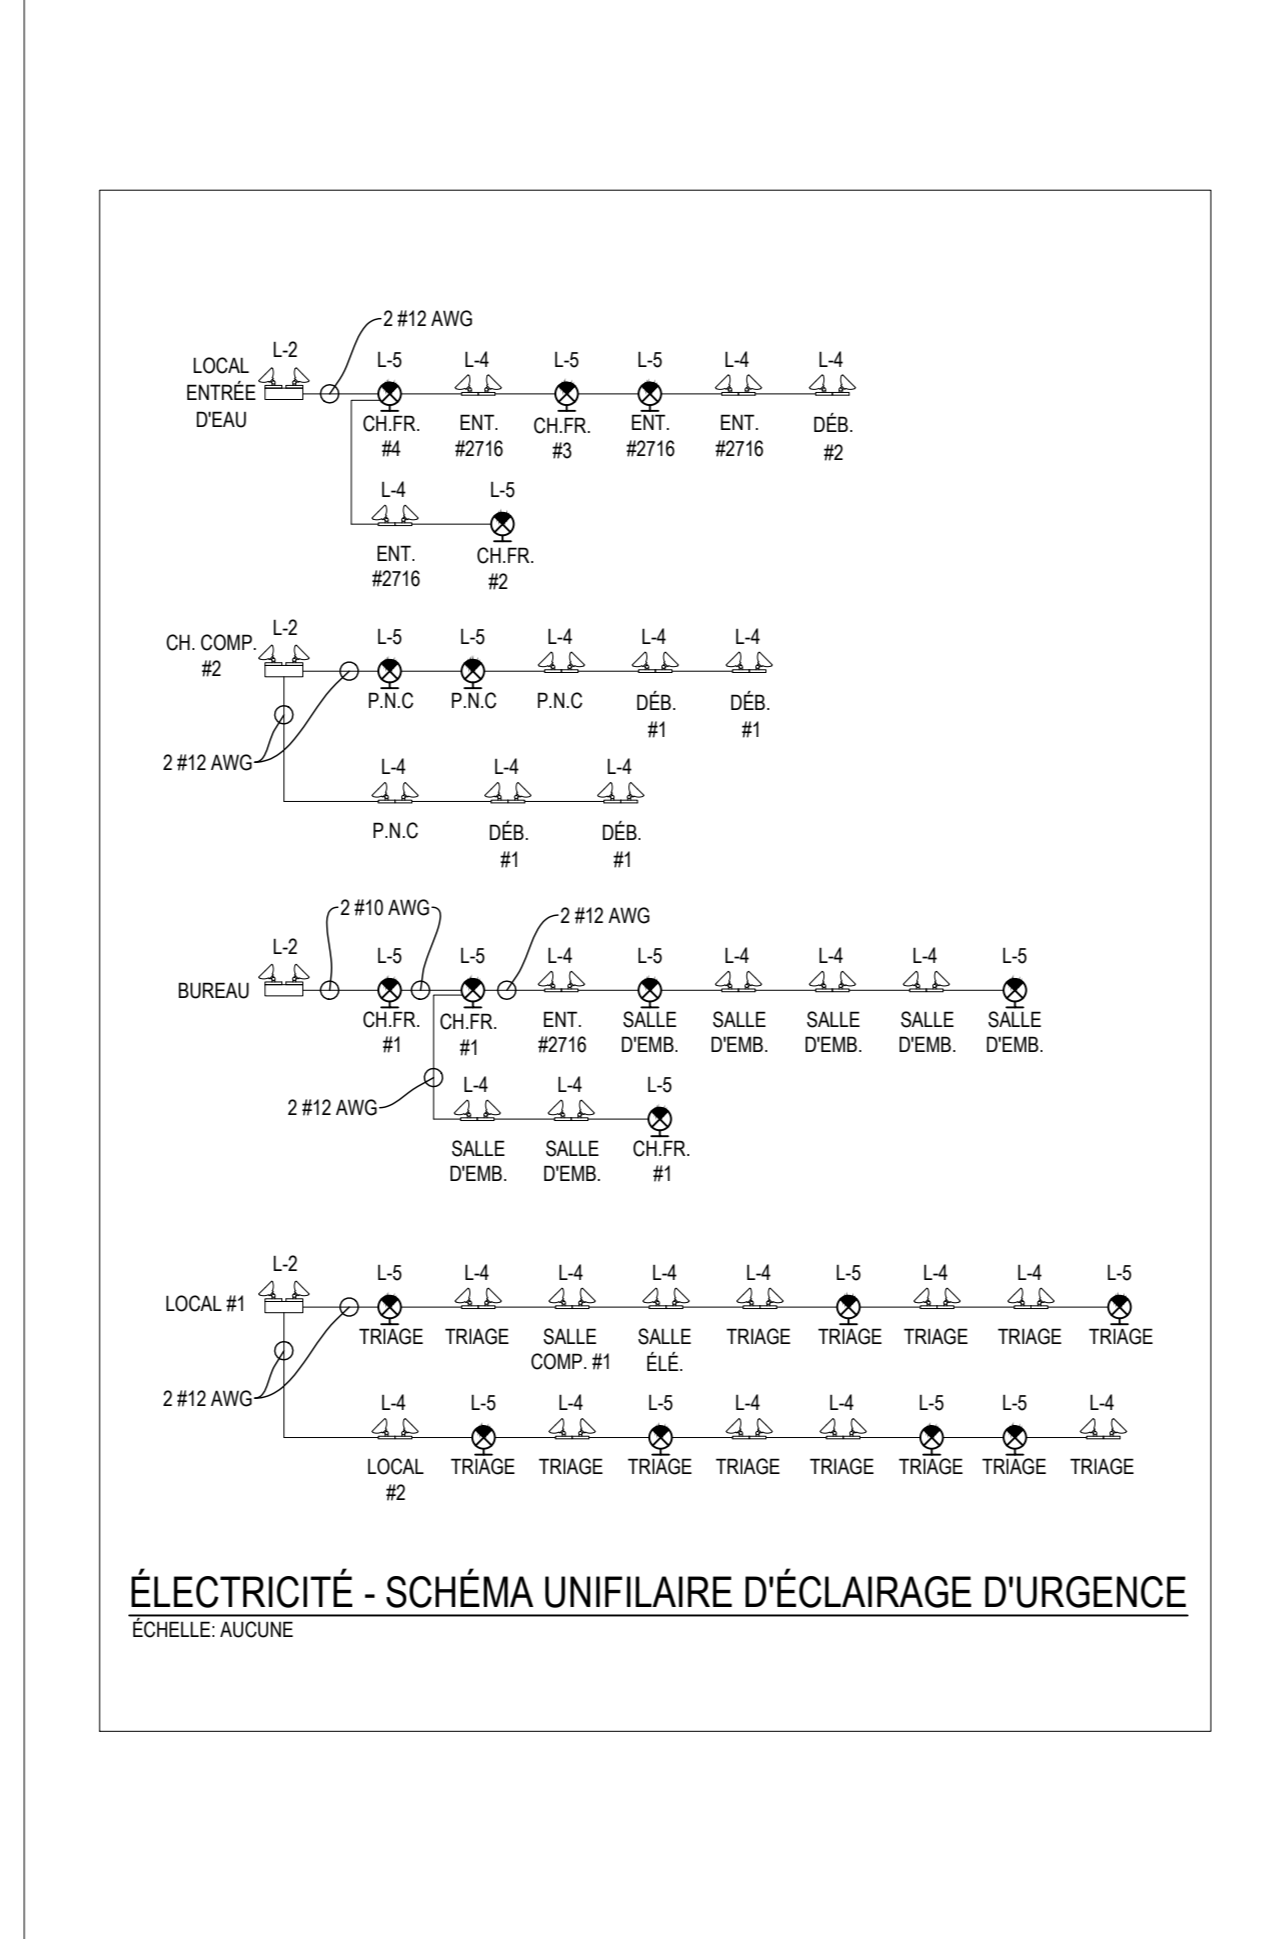 2 #12 AWG
LOCAL
ENTRÉE
D'EAU
L-2
L-5 L-4 L-5 L-5 L-4 L-4
CH.FR. ENT. CH.FR. ENT. ENT. DÉB.
#4 #2716 #3 #2716 #2716 #2
L-4 L-5
ENT. CH.FR.
#2716 #2
CH. COMP.
#2
L-2
L-5 L-5 L-4 L-4 L-4
P.N.C P.N.C P.N.C DÉB. DÉB.
#1 #1
2 #12 AWG
L-4 L-4 L-4
P.N.C DÉB. DÉB.
#1 #1
2 #10 AWG 2 #12 AWG
BUREAU
L-2
L-5 L-5 L-4 L-5 L-4 L-4 L-4 L-5
CH.FR. CH.FR. ENT. SALLE SALLE SALLE SALLE SALLE
#1 #1 #2716 D'EMB. D'EMB. D'EMB. D'EMB. D'EMB.
2 #12 AWG
L-4 L-4 L-5
SALLE SALLE CH.FR.
D'EMB. D'EMB. #1
LOCAL #1
L-2
L-5 L-4 L-4 L-4 L-4 L-5 L-4 L-4 L-5
TRIAGE TRIAGE SALLE SALLE TRIAGE TRIAGE TRIAGE TRIAGE TRIAGE
COMP. #1 ÉLÉ.
2 #12 AWG
L-4 L-5 L-4 L-5 L-4 L-4 L-5 L-5 L-4
LOCAL TRIAGE TRIAGE TRIAGE TRIAGE TRIAGE TRIAGE TRIAGE TRIAGE
#2
ÉLECTRICITÉ - SCHÉMA UNIFILAIRE D'ÉCLAIRAGE D'URGENCE
ÉCHELLE: AUCUNE